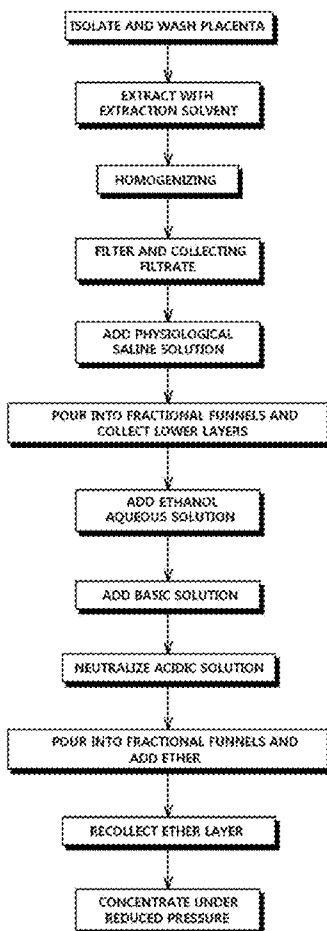 ISOLATE AND WASH PLACENTA
EXTRACT WITH
EXTRACTION SOLVENT
HOMOGENIZING
FILTER AND COLLECTING
FILTRATE
ADD PHYSIOLOGICAL
SALINE SOLUTION
POUR INTO FRACTIONAL FUNNELS AND
COLLECT LOWER LAYERS
ADD ETHANOL
AQUEOUS SOLUTION
ADD BASIC SOLUTION
NEUTRALIZE ACIDIC SOLUTION
POUR INTO FRACTIONAL FUNNELS AND
ADD ETHER
RECOLLECT ETHER LAYER
CONCENTRATE UNDER
REDUCED PRESSURE